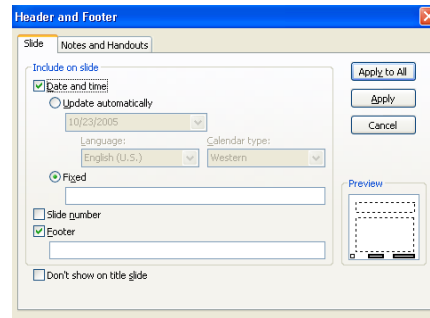 Header and Footer
Slide
Notes and Handouts
Include on slide
Date and time
Update automatically
10/23/2005
Language:
Calendar type:
English (U.S.)
Western
Fixed
Slide number
Footer
Don't show on title slide
Apply to All
Apply
Cancel
Preview